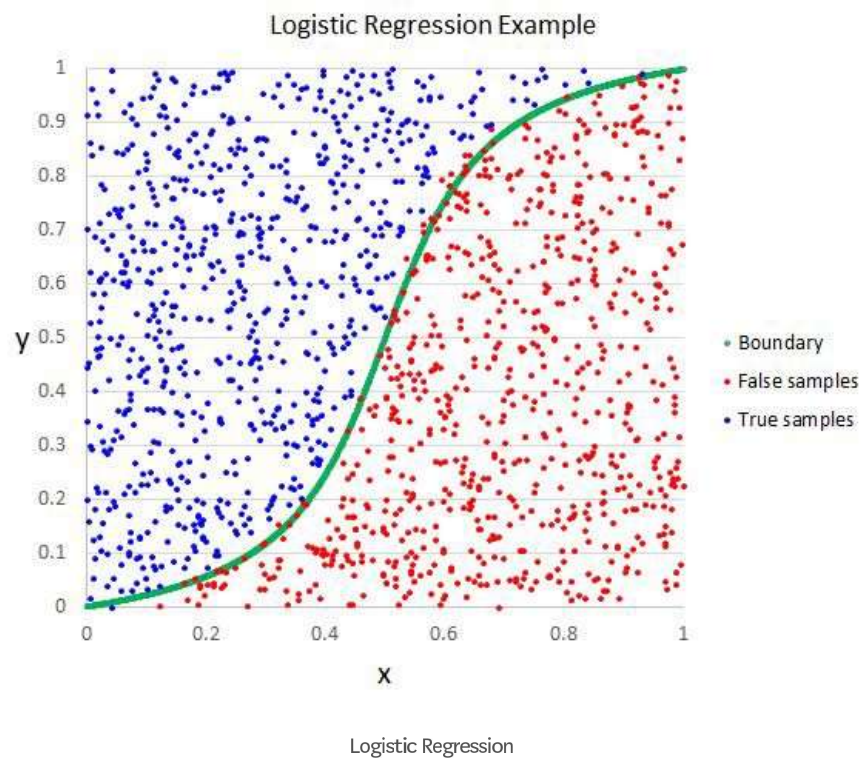 Logistic Regression Example
1
0.9
0.8
0.7
0.6
y 0.5
0.4
0.3
0.2
0.1
0
0 0.2 0.4 0.6 0.8 1
x
Boundary
False samples
True samples
Logistic Regression